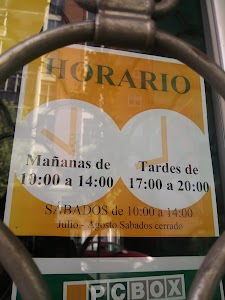 HORARIO
Mañanas de
10:00 a 14:00
Tardes de
17:00 a 20:00
SABADOS de 10:00 a 14:00
Julio - Agosto Sabados cerrado
PCBOX